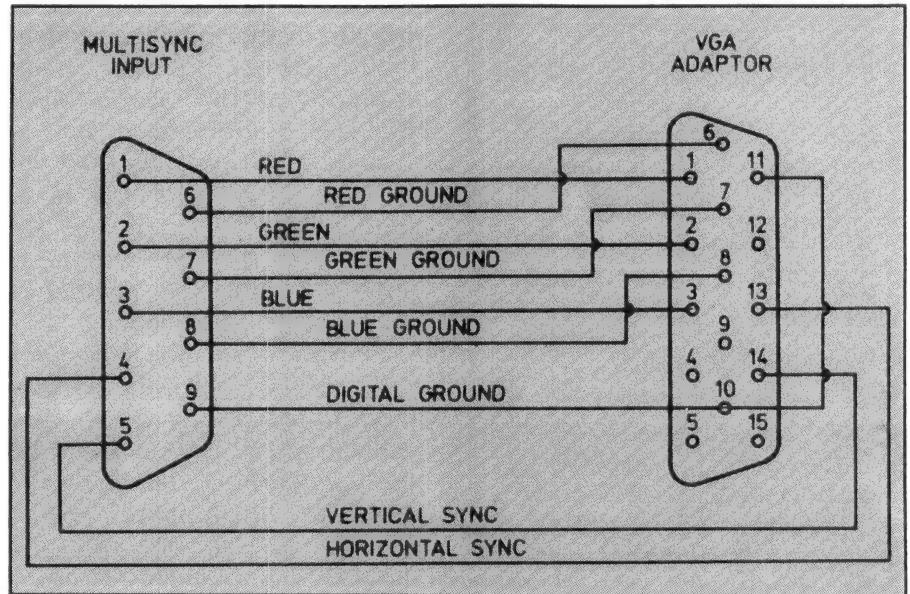 MULTISYNC
INPUT
VGA
ADAPTOR
1
6
2
7
3
8
4
9
5
RED
RED GROUND
GREEN
GREEN GROUND
BLUE
BLUE GROUND
DIGITAL GROUND
VERTICAL SYNC
HORIZONTAL SYNC
6
1
11
7
2
12
8
3
13
9
4
14
10
5
15